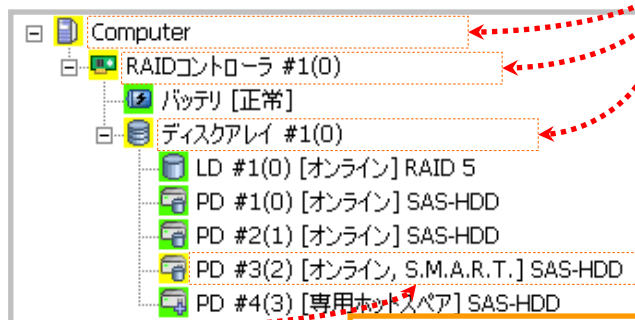 Computer
RAIDコントローラ #1(0)
バッテリ [正常]
ディスクアレイ #1(0)
LD #1(0) [オンライン] RAID 5
PD #1(0) [オンライン] SAS-HDD
PD #2(1) [オンライン] SAS-HDD
PD #3(2) [オンライン, S.M.A.R.T.] SAS-HDD
PD #4(3) [専用ホットスペア] SAS-HDD